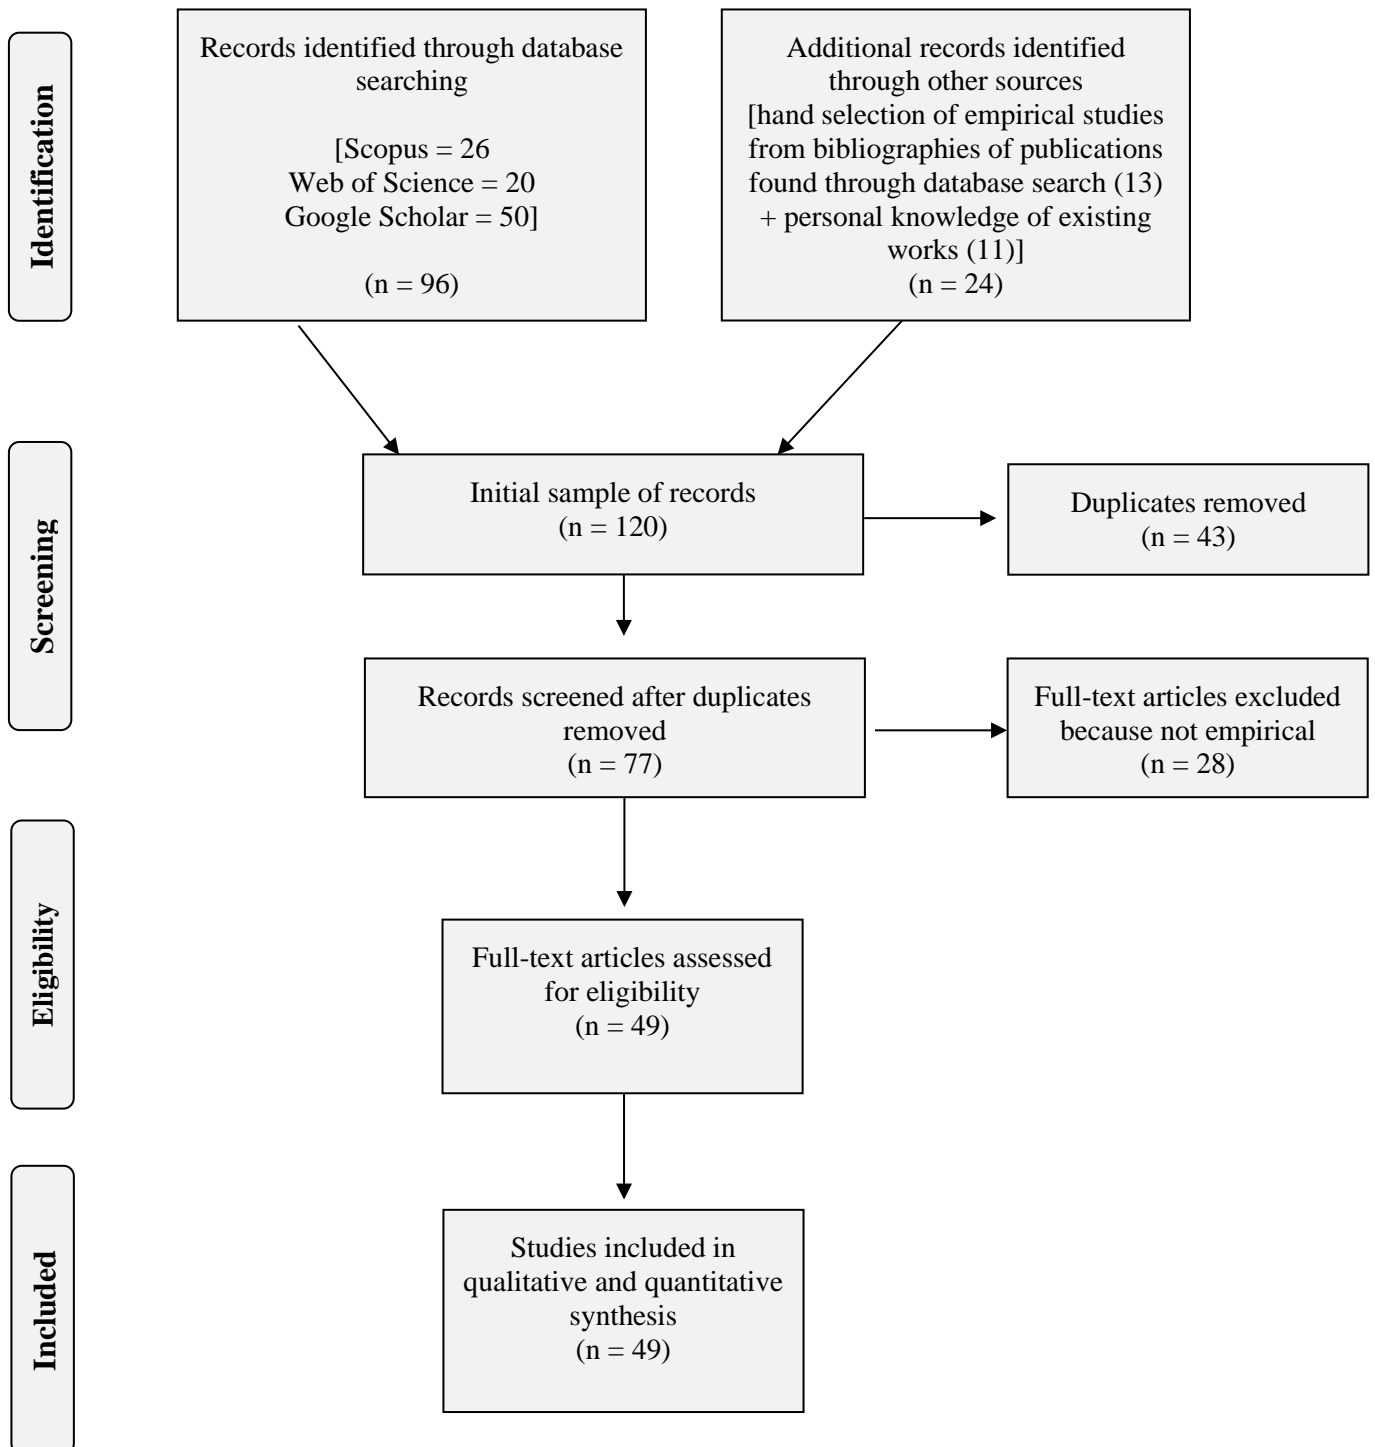 Identification
Records identified through database
searching
[Scopus = 26
Web of Science = 20
Google Scholar = 50]
(n = 96)
Additional records identified
through other sources
[hand selection of empirical studies
from bibliographies of publications
found through database search (13)
+ personal knowledge of existing
works (11)]
(n = 24)
Screening
Initial sample of records
(n = 120)
Duplicates removed
(n = 43)
Records screened after duplicates
removed
(n = 77)
Full-text articles excluded
because not empirical
(n = 28)
Eligibility
Full-text articles assessed
for eligibility
(n = 49)
Included
Studies included in
qualitative and quantitative
synthesis
(n = 49)